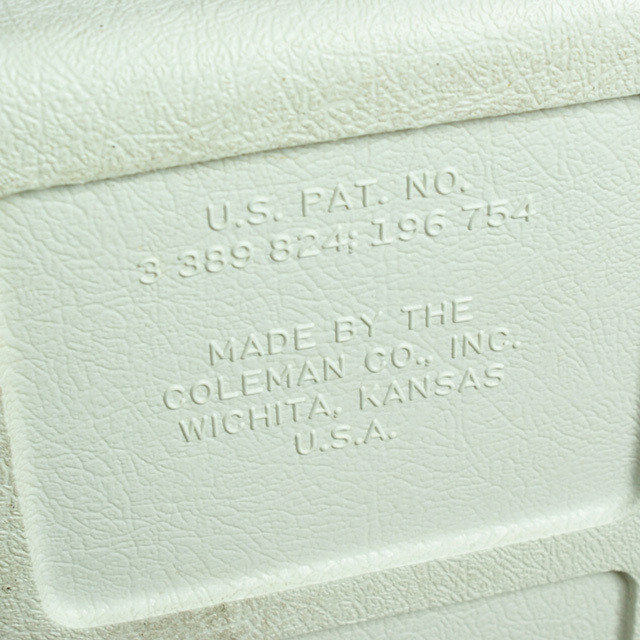 U.S. PAT. NO.
3 389 824; 196 754
MADE BY THE
COLEMAN CO., INC.
WICHITA, KANSAS
U.S.A.